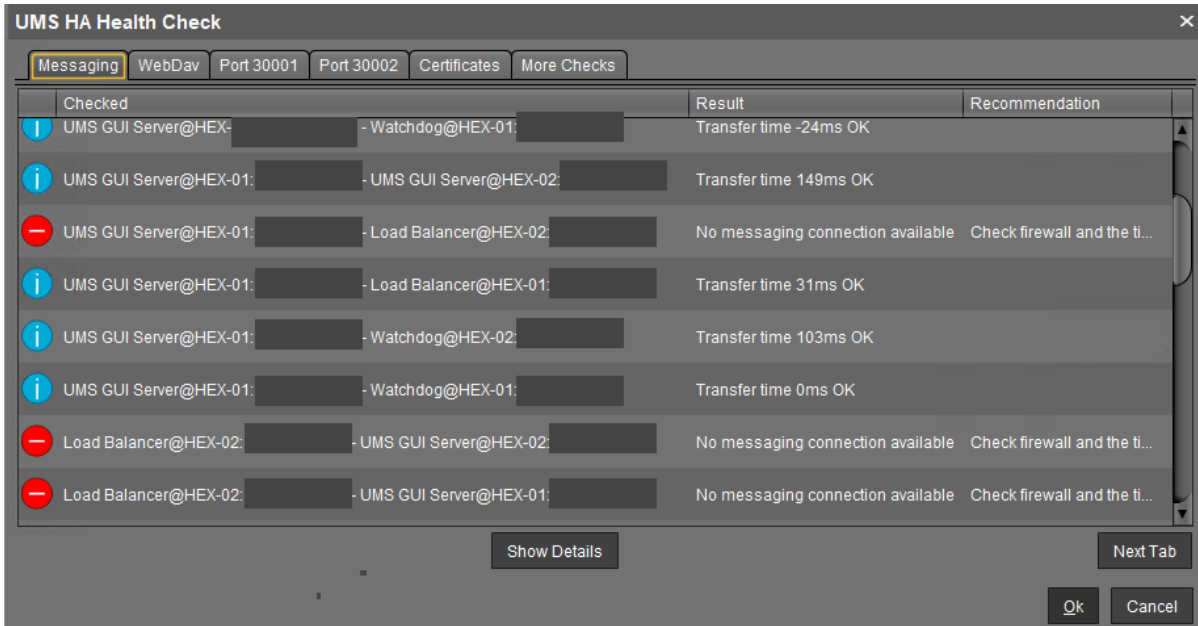 UMS HA Health Check
Messaging WebDav Port 30001 Port 30002 Certificates More Checks
Checked Result Recommendation
UMS GUI Server@HEX- - Watchdog@HEX-01: Transfer time -24ms OK
UMS GUI Server@HEX-01: - UMS GUI Server@HEX-02: Transfer time 149ms OK
UMS GUI Server@HEX-01: - Load Balancer@HEX-02: No messaging connection available Check firewall and the ti...
UMS GUI Server@HEX-01: - Load Balancer@HEX-01: Transfer time 31ms OK
UMS GUI Server@HEX-01: - Watchdog@HEX-02: Transfer time 103ms OK
UMS GUI Server@HEX-01: - Watchdog@HEX-01: Transfer time 0ms OK
Load Balancer@HEX-02: - UMS GUI Server@HEX-02: No messaging connection available Check firewall and the ti...
Load Balancer@HEX-02: - UMS GUI Server@HEX-01: No messaging connection available Check firewall and the ti...
Show Details Next Tab
Ok Cancel